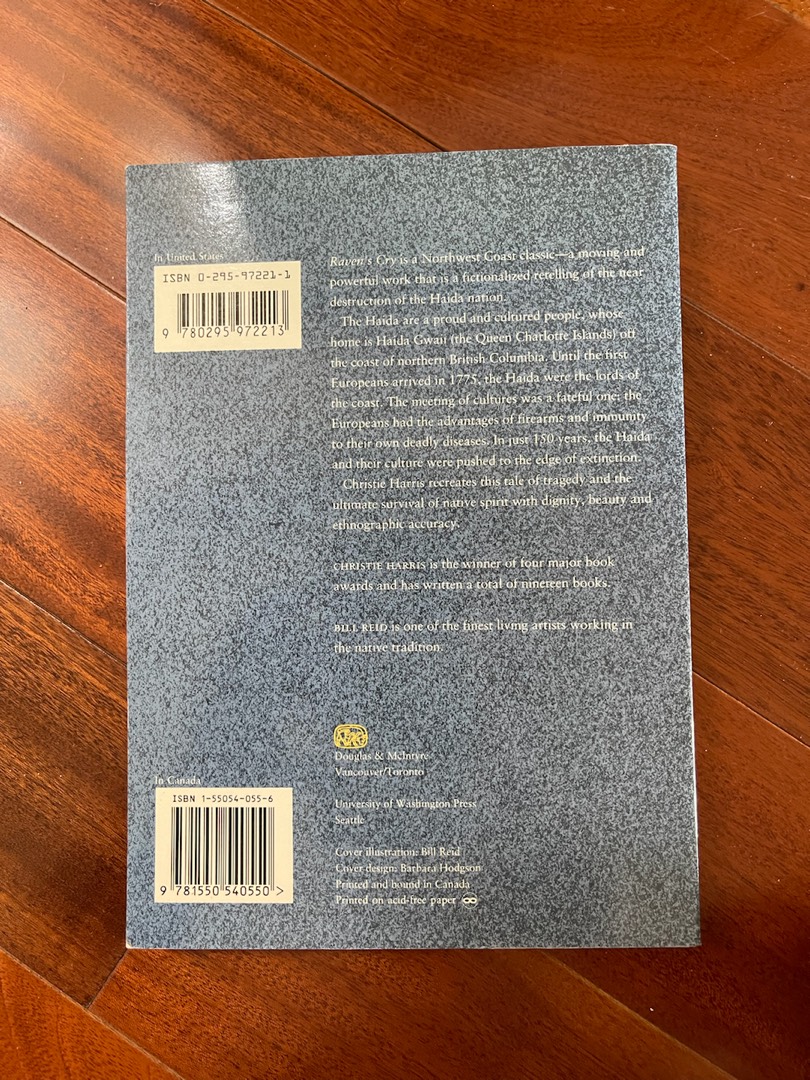 In United States
ISBN 0-295-97221-1
9 780295 972213
Raven's Cry is a Northwest Coast classic—a moving and
powerful work that is a fictionalized retelling of the near
destruction of the Haida nation.
The Haida are a proud and cultured people, whose
home is Haida Gwaii (the Queen Charlotte Islands) off
the coast of northern British Columbia. Until the first
Europeans arrived in 1775, the Haida were the lords of
the coast. The meeting of cultures was a fateful one: the
Europeans had the advantages of firearms and immunity
to their own deadly diseases. In just 150 years, the Haida
and their culture were pushed to the edge of extinction.
Christie Harris recreates this tale of tragedy and the
ultimate survival of native spirit with dignity, beauty and
ethnographic accuracy.
CHRISTIE HARRIS is the winner of four major book
awards and has written a total of nineteen books.
BILL REID is one of the finest living artists working in
the native tradition.
Douglas & McIntyre
Vancouver/Toronto
University of Washington Press
Seattle
Cover illustration: Bill Reid
Cover design: Barbara Hodgson
Printed and bound in Canada
Printed on acid-free paper ∞
In Canada
ISBN 1-55054-055-6
9 781550 540550 >